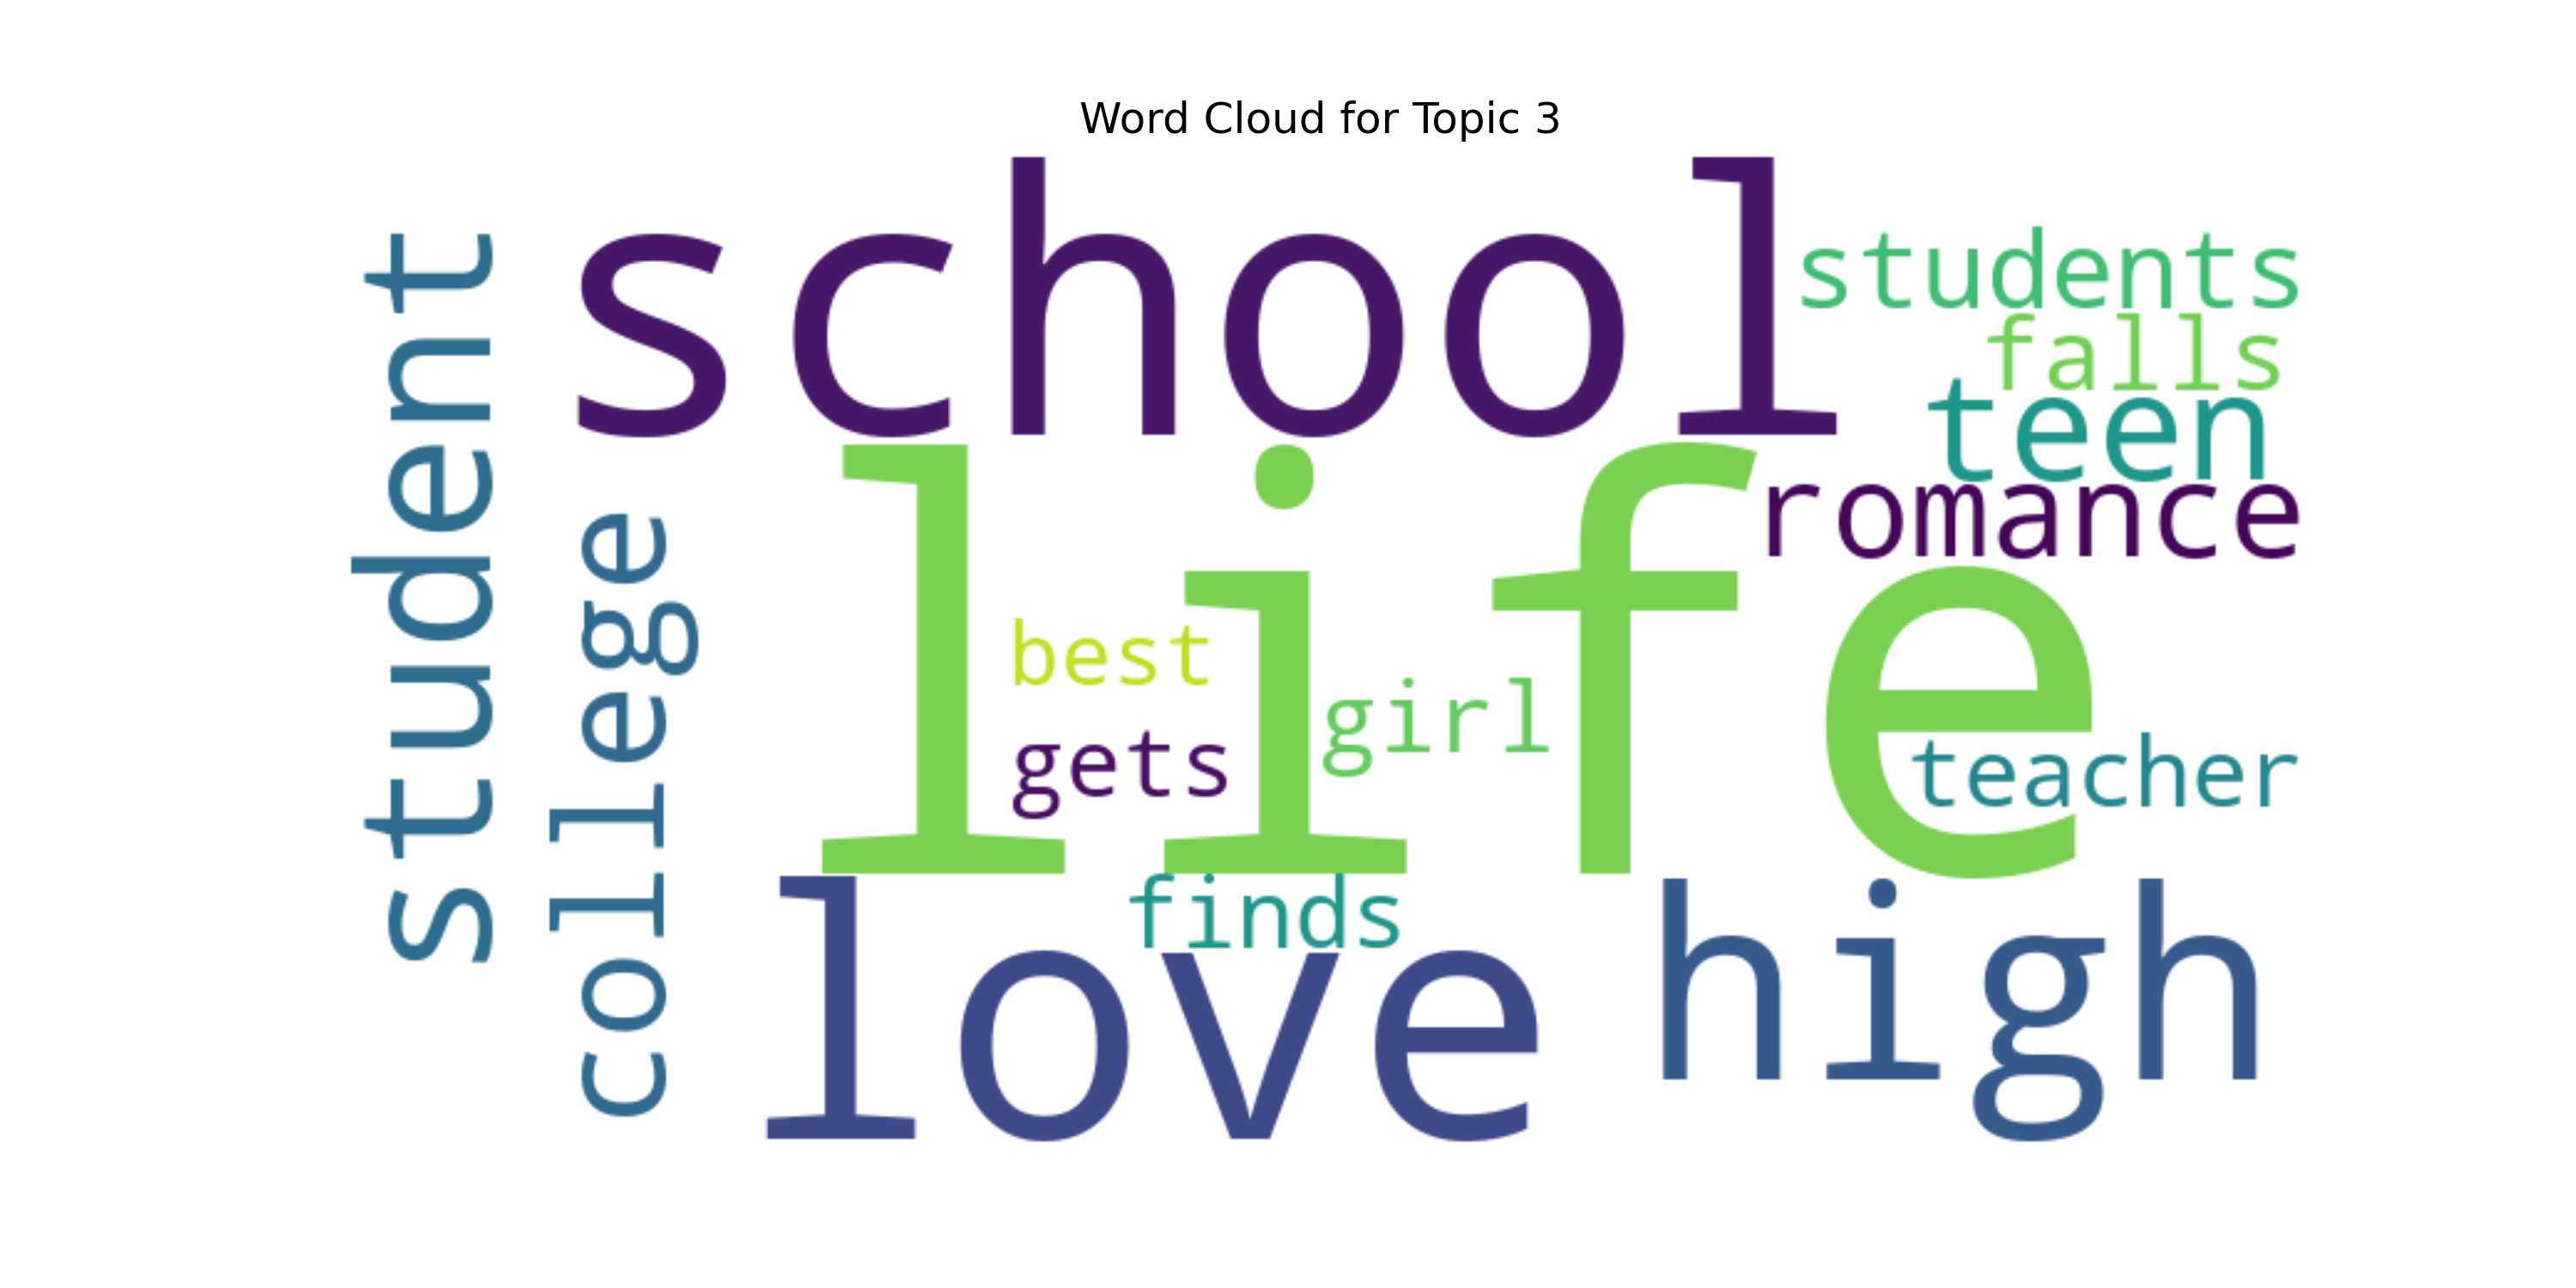 Word Cloud for Topic 3
school
students
falls
teen
romance
student
college
life
best
girl
gets
teacher
finds
love
high